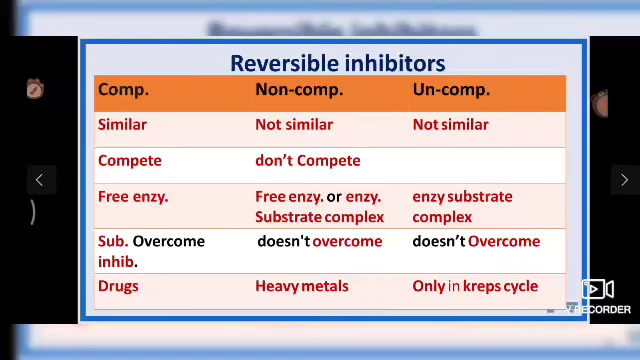 Reversible inhibitors
Comp. Non-comp. Un-comp.
Similar Not similar Not similar
Compete don't Compete
Free enzy. Free enzy. or enzy. enzy substrate
Substrate complex complex
Sub. Overcome doesn't overcome doesn't Overcome
inhib.
Drugs Heavy metals Only in kreps cycle
RECORDER